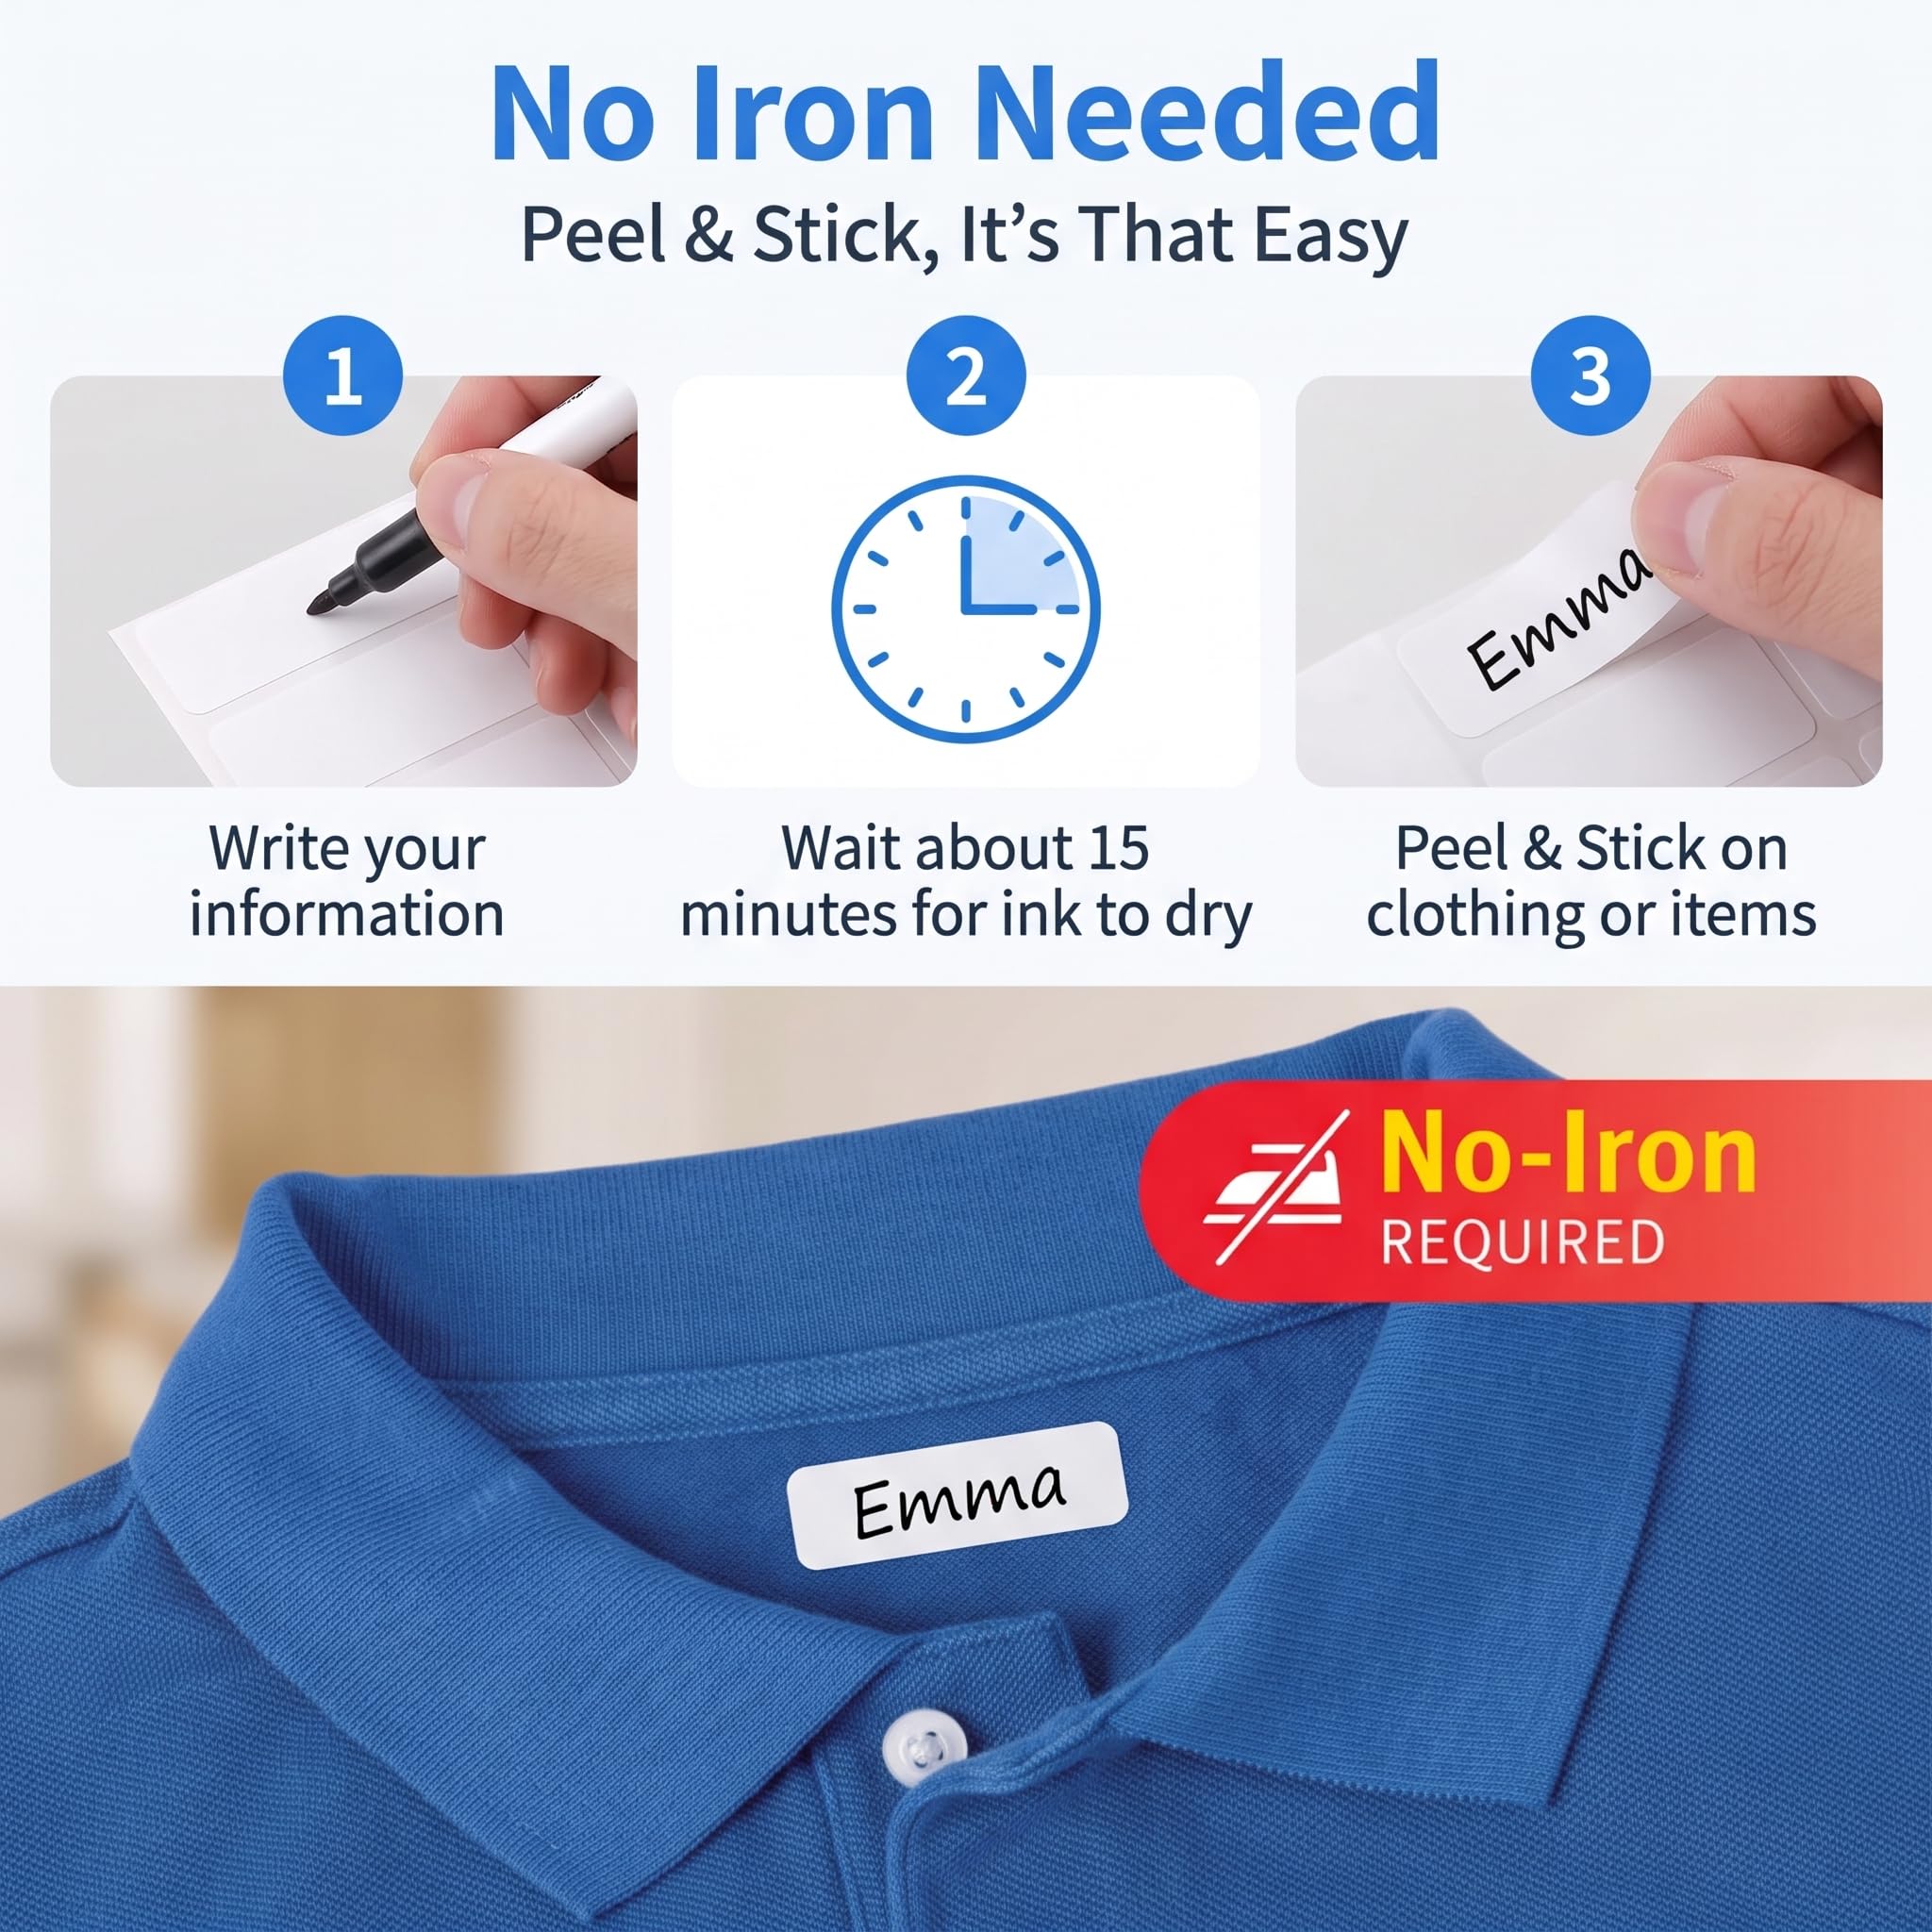 No Iron Needed
Peel & Stick, It's That Easy
1
2
3
Emma
Write your
information
Wait about 15
minutes for ink to dry
Peel & Stick on
clothing or items
No-Iron
REQUIRED
Emma